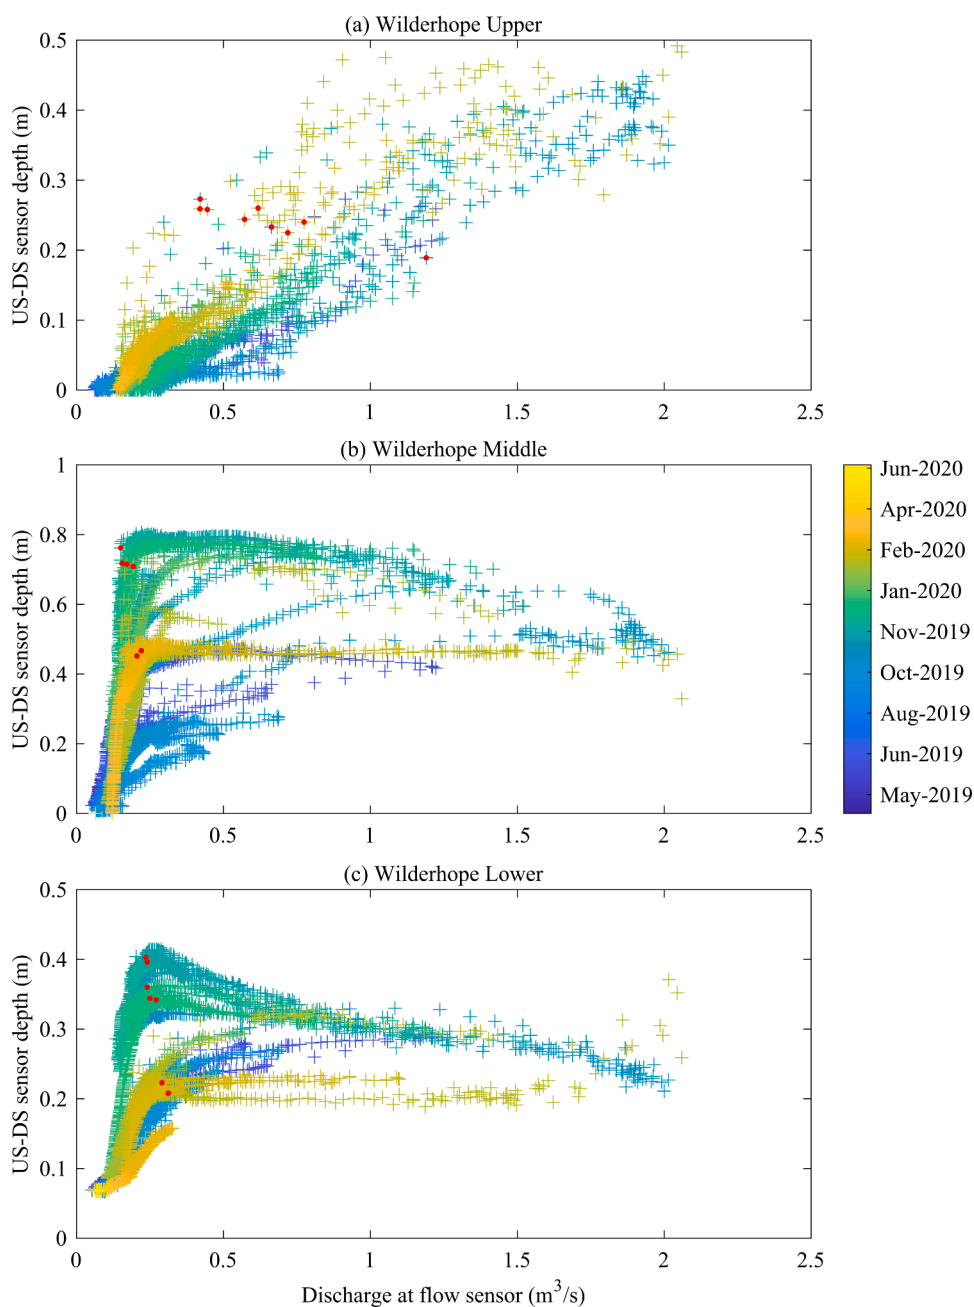 (a) Wilderhope Upper
0.5
0.4
0.3
0.2
0.1
0
US-DS sensor depth (m)
0 0.5 1 1.5 2 2.5
(b) Wilderhope Middle
1
0.8
0.6
0.4
0.2
0
US-DS sensor depth (m)
0 0.5 1 1.5 2 2.5
Jun-2020
Apr-2020
Feb-2020
Jan-2020
Nov-2019
Oct-2019
Aug-2019
Jun-2019
May-2019
(c) Wilderhope Lower
0.5
0.4
0.3
0.2
0.1
0
US-DS sensor depth (m)
0 0.5 1 1.5 2 2.5
Discharge at flow sensor (m³/s)